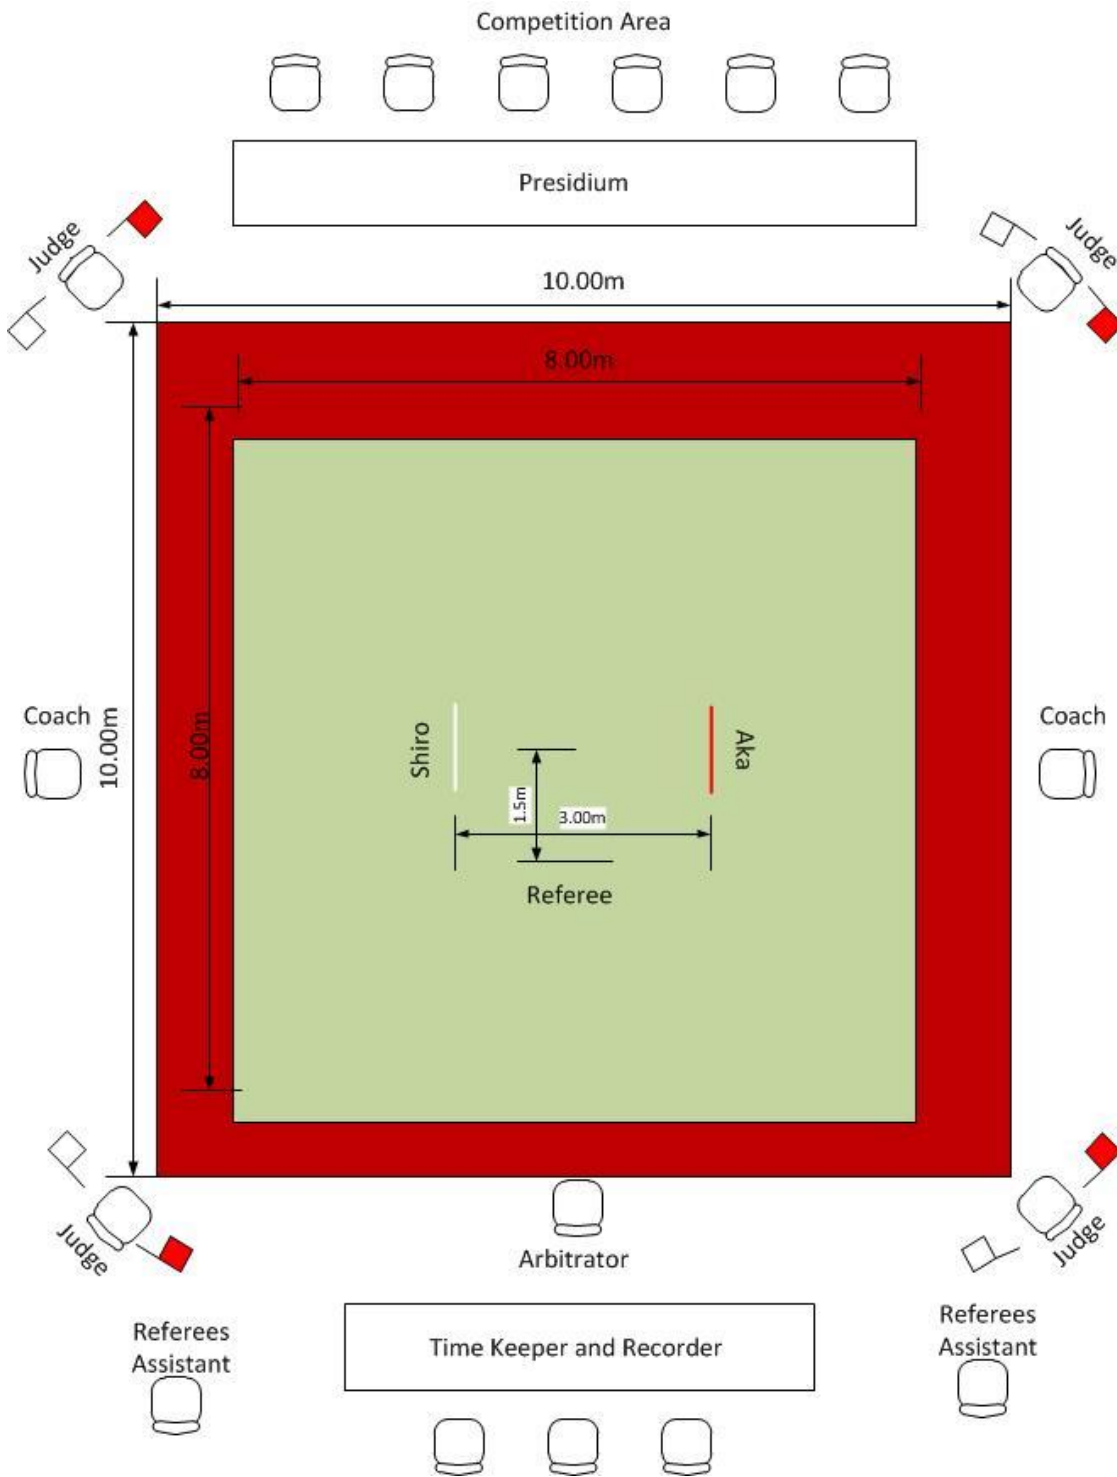 Competition Area
Presidium
Judge
Judge
10.00m
8.00m
Coach
10.00m
8.00m
Shiro
1.5m
3.00m
Aka
Coach
Referee
Judge
Arbitrator
Judge
Referees
Assistant
Time Keeper and Recorder
Referees
Assistant